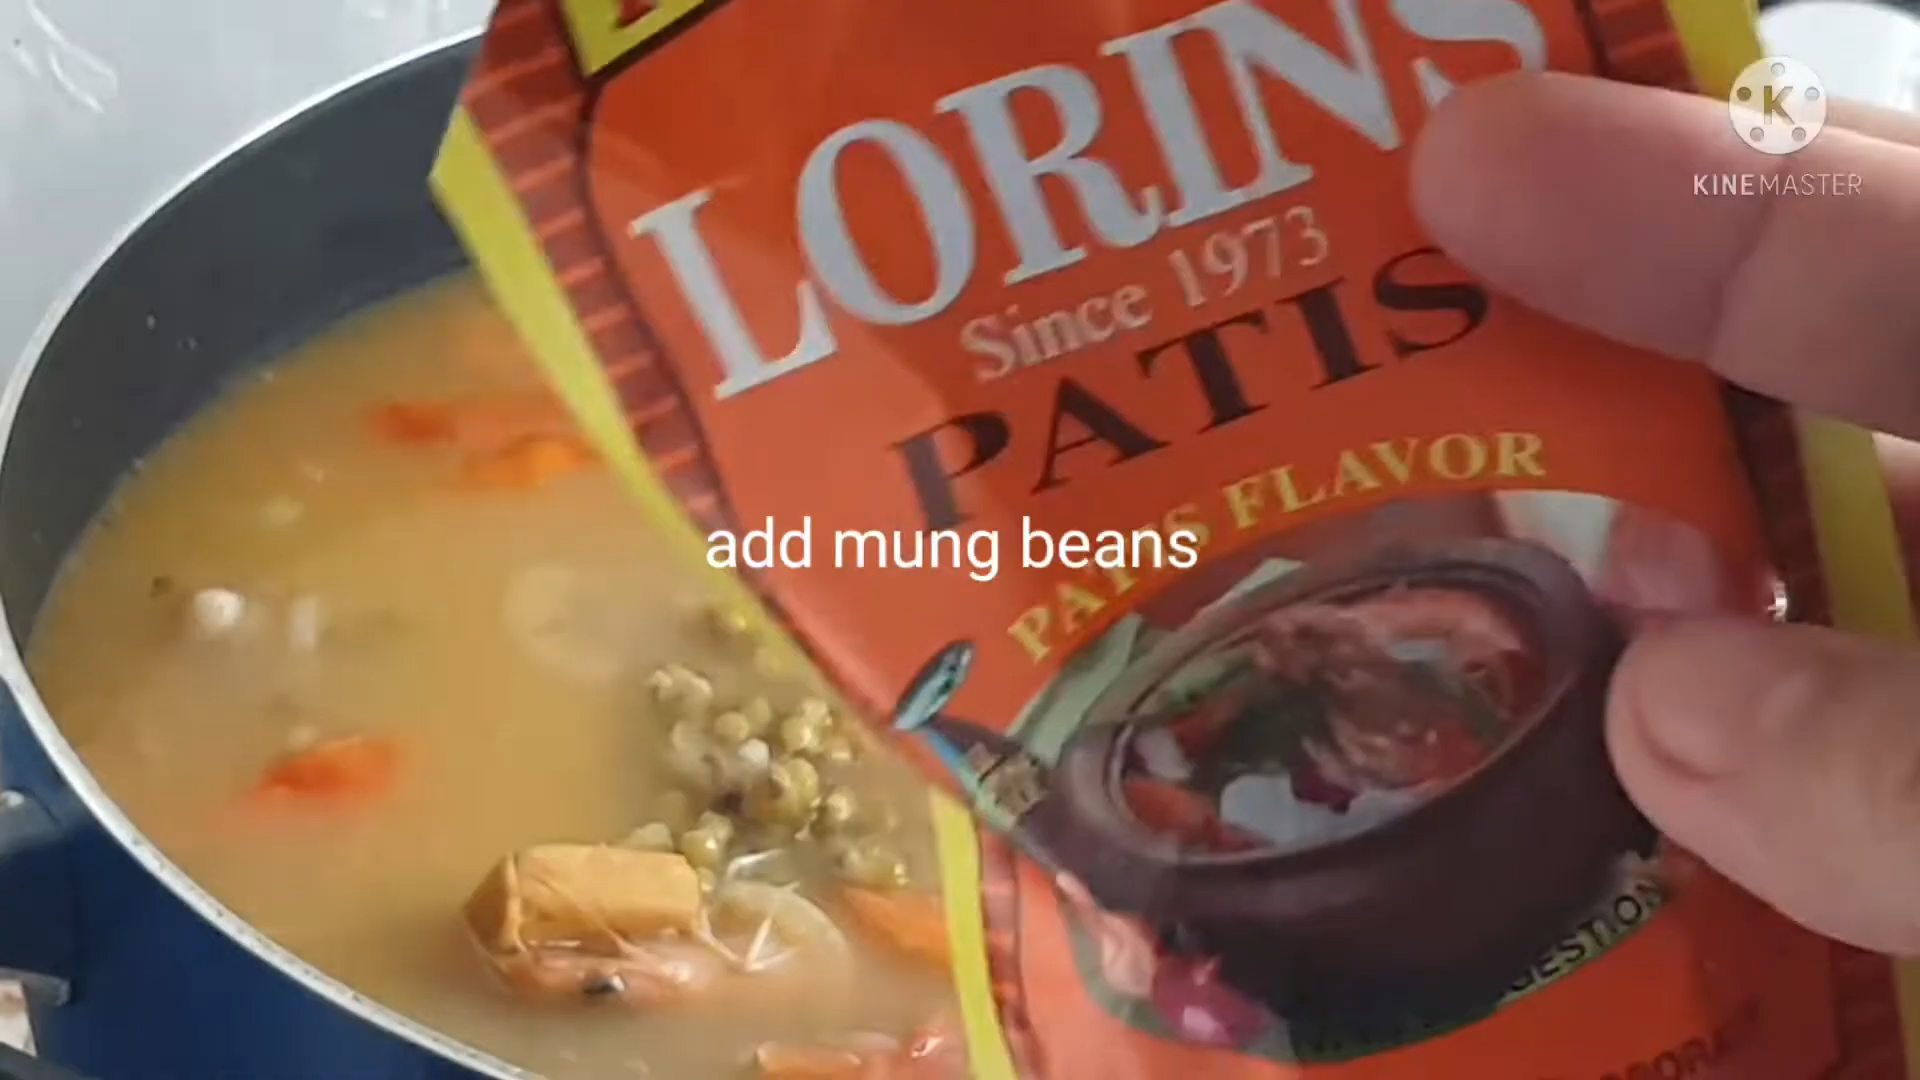 LORINS
Since 1973
PATIS
PATIS FLAVOR
add mung beans
K
KINEMASTER